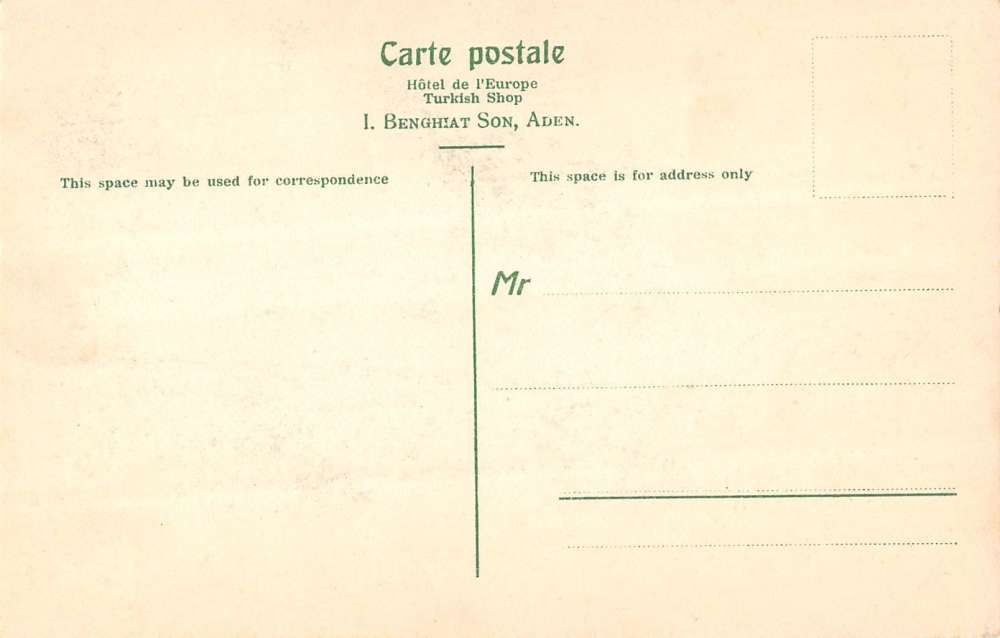 Carte postale
Hôtel de l'Europe
Turkish Shop
I. BENGHIAT SON, ADEN.
This space may be used for correspondence
This space is for address only
Mr